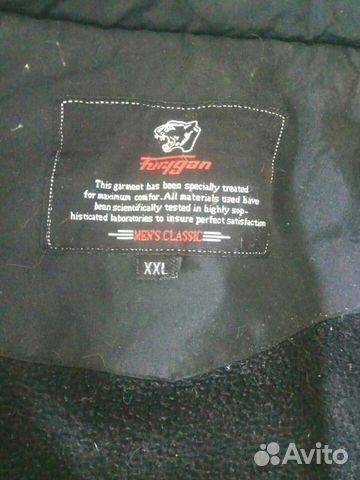 Furygan
This garment has been specially treated
for maximum comfor. All materials used have
been scientifically tested in highly sop-
histicated laboratories to insure perfect satisfaction
MEN'S CLASSIC
XXL
Avito